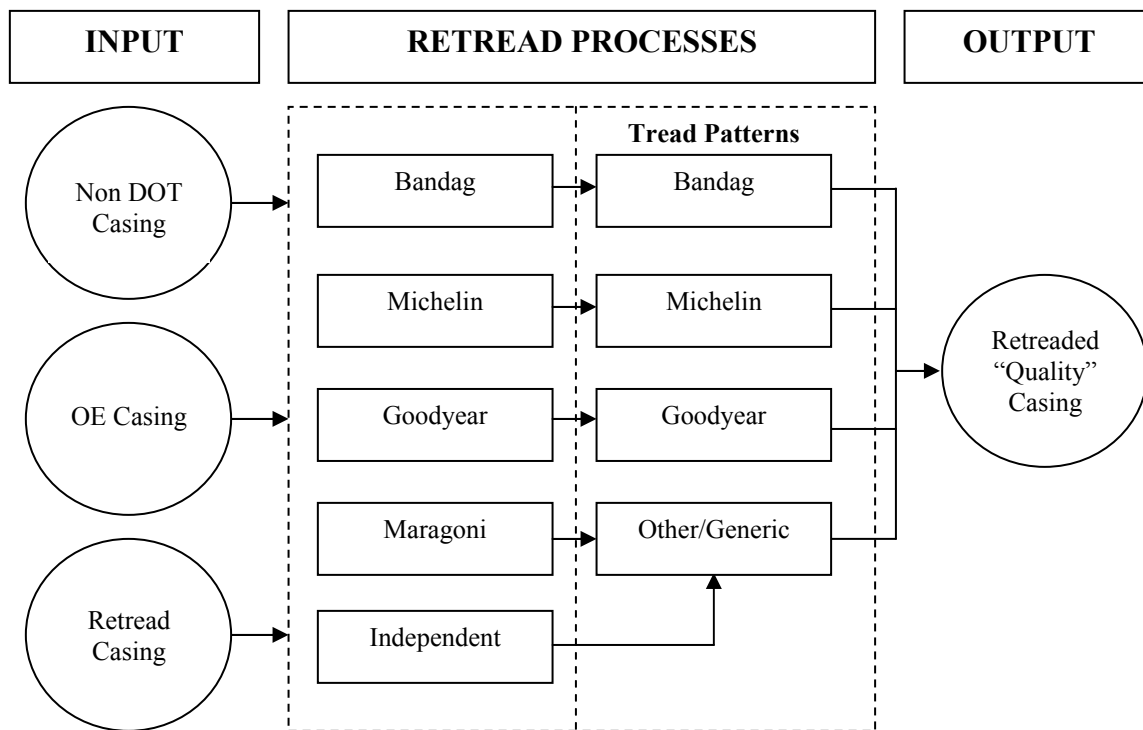 INPUT
RETREAD PROCESSES
OUTPUT
Non DOT
Casing
OE Casing
Retread
Casing
Bandag
Michelin
Goodyear
Maragoni
Independent
Tread Patterns
Bandag
Michelin
Goodyear
Other/Generic
Retreaded
“Quality”
Casing